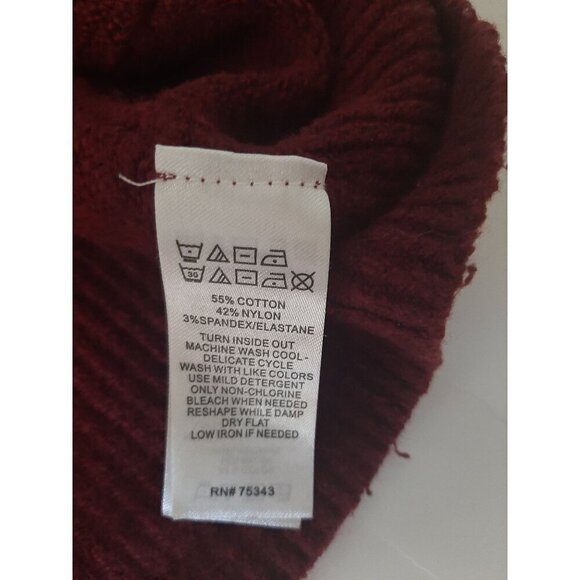 30
55% COTTON
42% NYLON
3%SPANDEX/ELASTANE
TURN INSIDE OUT
MACHINE WASH COOL-
DELICATE CYCLE
WASH WITH LIKE COLORS
USE MILD DETERGENT
ONLY NON-CHLORINE
BLEACH WHEN NEEDED
RESHAPE WHILE DAMP
DRY FLAT
LOW IRON IF NEEDED
RN# 75343